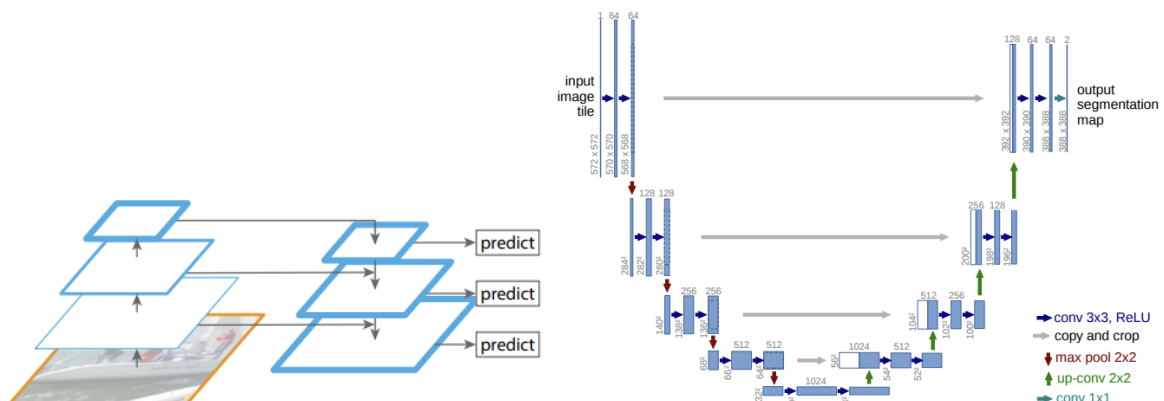 predict
predict
predict
1 64 64
128 64 64 2
input
image
tile
output
segmentation
map
572 x 572
570 x 570
568 x 568
392 x 392
390 x 390
388 x 388
388 x 388
128 128
256 128
284²
282²
280²
200²
198²
196²
256 256
512 256
140²
138²
136²
104²
102²
100²
512 512
1024 512
68²
66²
64²
56²
54²
52²
1024
32²
conv 3x3, ReLU
copy and crop
max pool 2x2
up-conv 2x2
conv 1x1